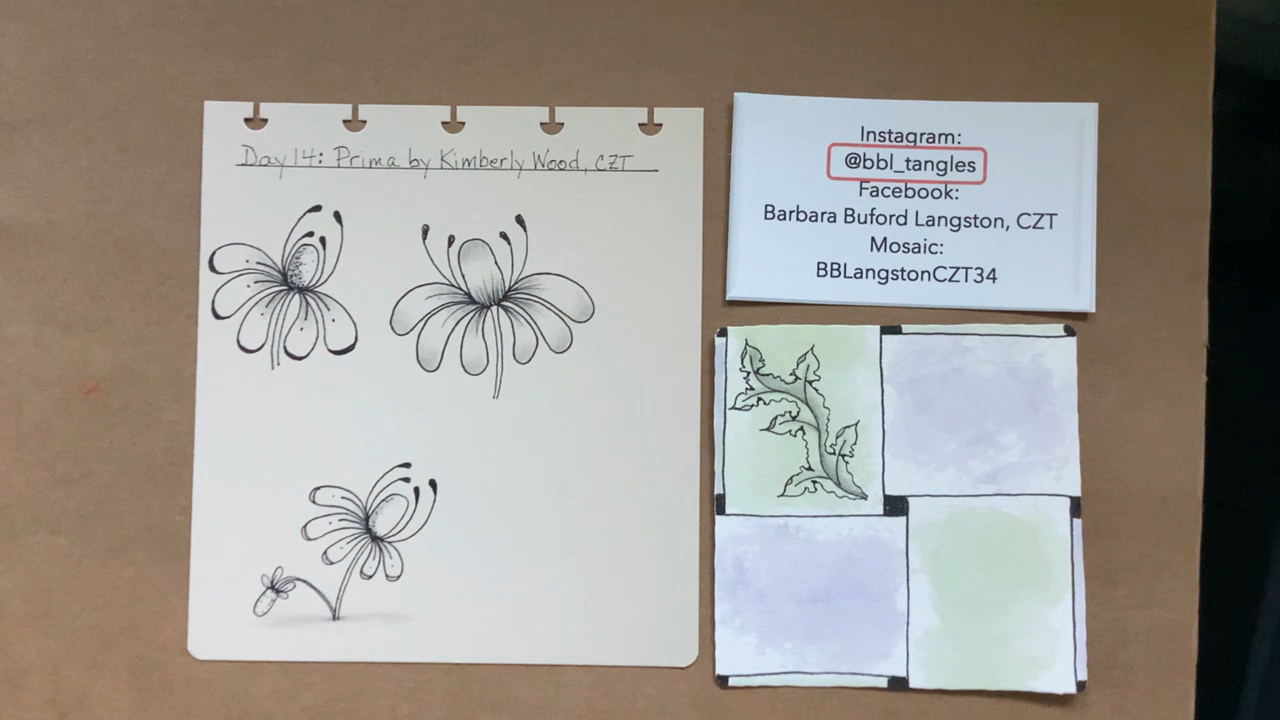 Day 14: Prima by Kimberly Wood, CZT
Instagram:
@bbl_tangles
Facebook:
Barbara Buford Langston, CZT
Mosaic:
BBLangstonCZT34